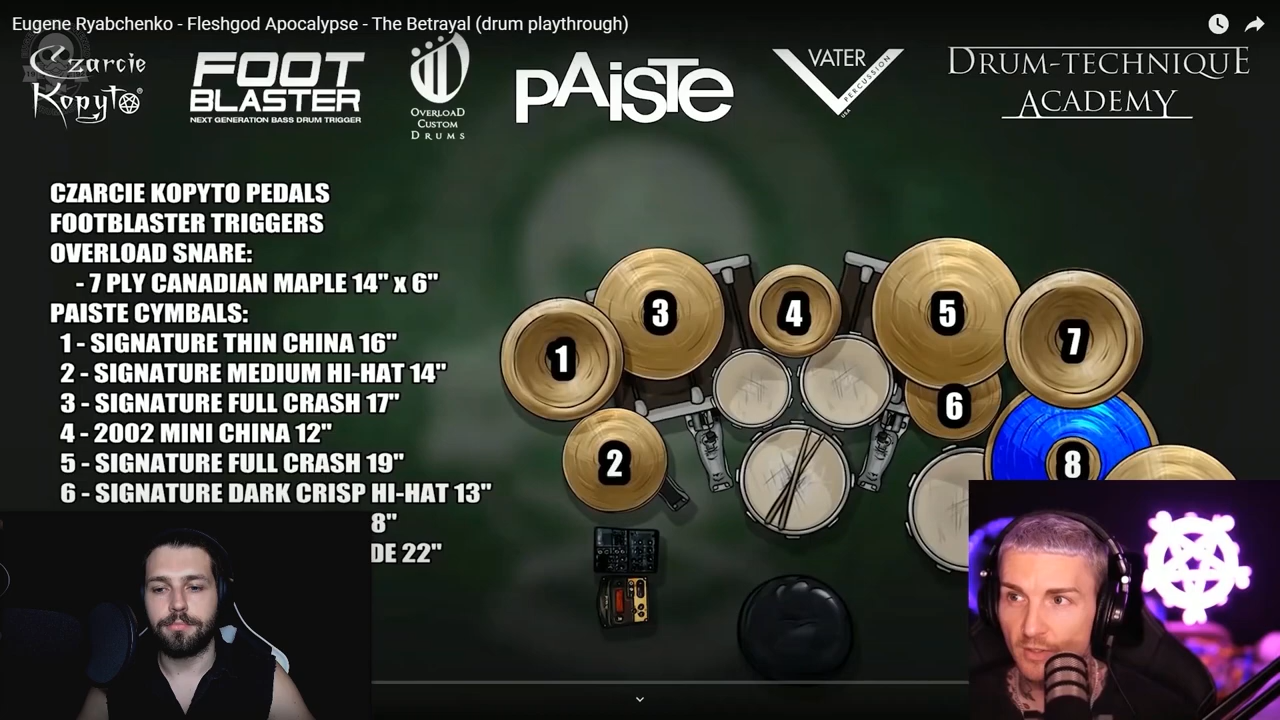 Eugene Ryabchenko - Fleshgod Apocalypse - The Betrayal (drum playthrough)
Czarcie
Kopyto®
FOOT
BLASTER
NEXT GENERATION BASS DRUM TRIGGER
OVERLOAD
CUSTOM
DRUMS
PAiSTe
VATER
PERCUSSION
USA
DRUM-TECHNIQUE
ACADEMY
CZARCIE KOPYTO PEDALS
FOOTBLASTER TRIGGERS
OVERLOAD SNARE:
- 7 PLY CANADIAN MAPLE 14" x 6"
PAISTE CYMBALS:
1 - SIGNATURE THIN CHINA 16"
2 - SIGNATURE MEDIUM HI-HAT 14"
3 - SIGNATURE FULL CRASH 17"
4 - 2002 MINI CHINA 12"
5 - SIGNATURE FULL CRASH 19"
6 - SIGNATURE DARK CRISP HI-HAT 13"
8"
DE 22"
1
2
3
4
5
6
7
8